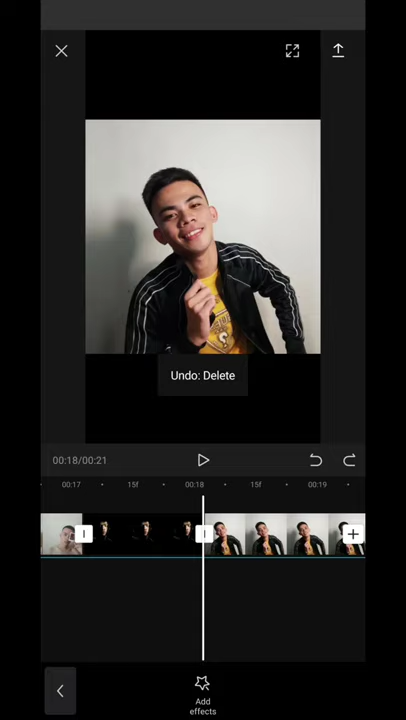 Undo: Delete
00:18/00:21
00:17
15f
00:18
15f
00:19
Add
effects